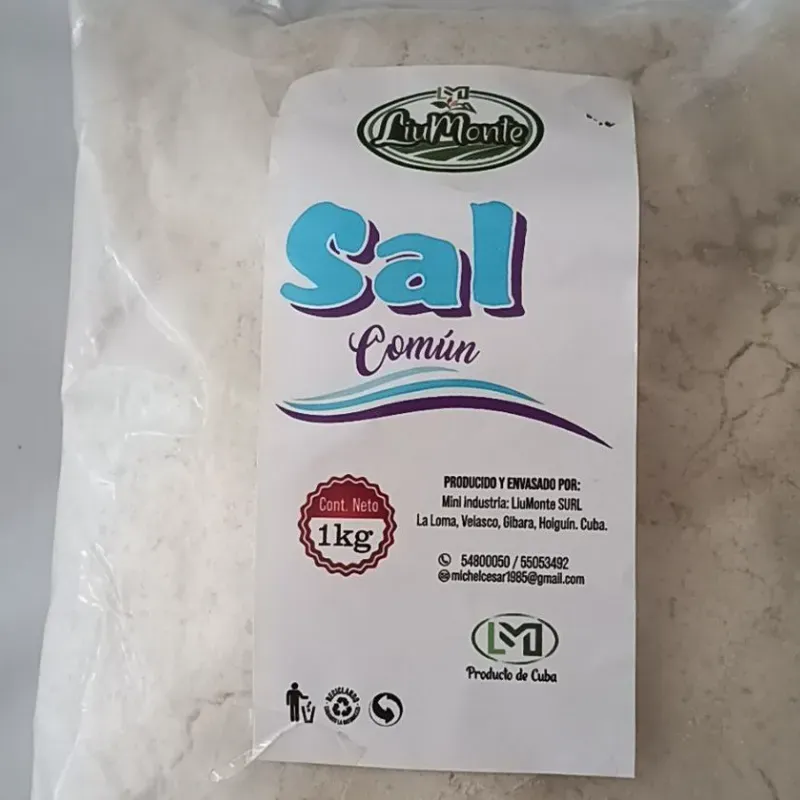 LM
LiuMonte
Sal
Común
Cont. Neto
1kg
PRODUCIDO Y ENVASADO POR:
Mini Industria: LiuMonte SURL
La Loma, Velasco, Gibara, Holguín. Cuba.
54800050 / 55053492
michelcesar1985@gmail.com
LM
Producto de Cuba
RECICLANDO